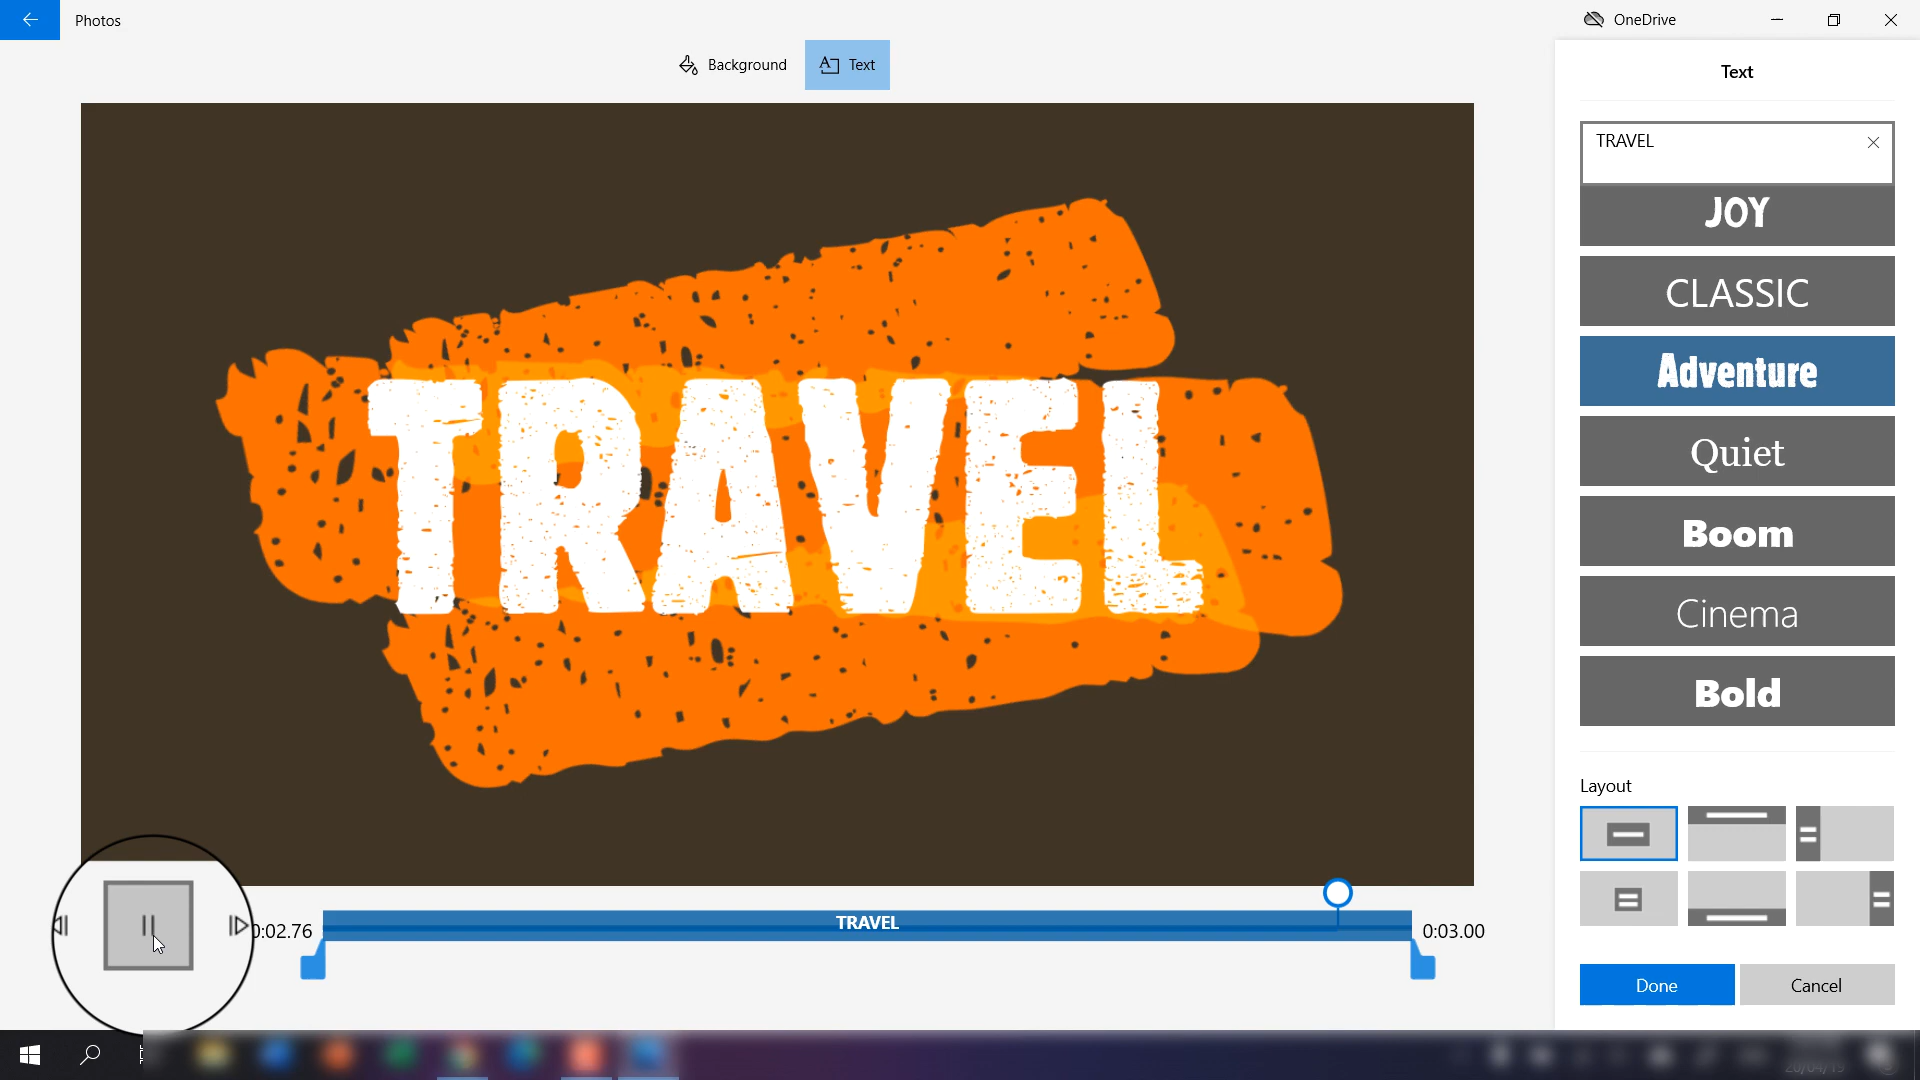 Photos
OneDrive
Background
Text
Text
TRAVEL
JOY
CLASSIC
Adventure
Quiet
Boom
Cinema
Bold
TRAVEL
Layout
0:02.76
TRAVEL
0:03.00
Done
Cancel